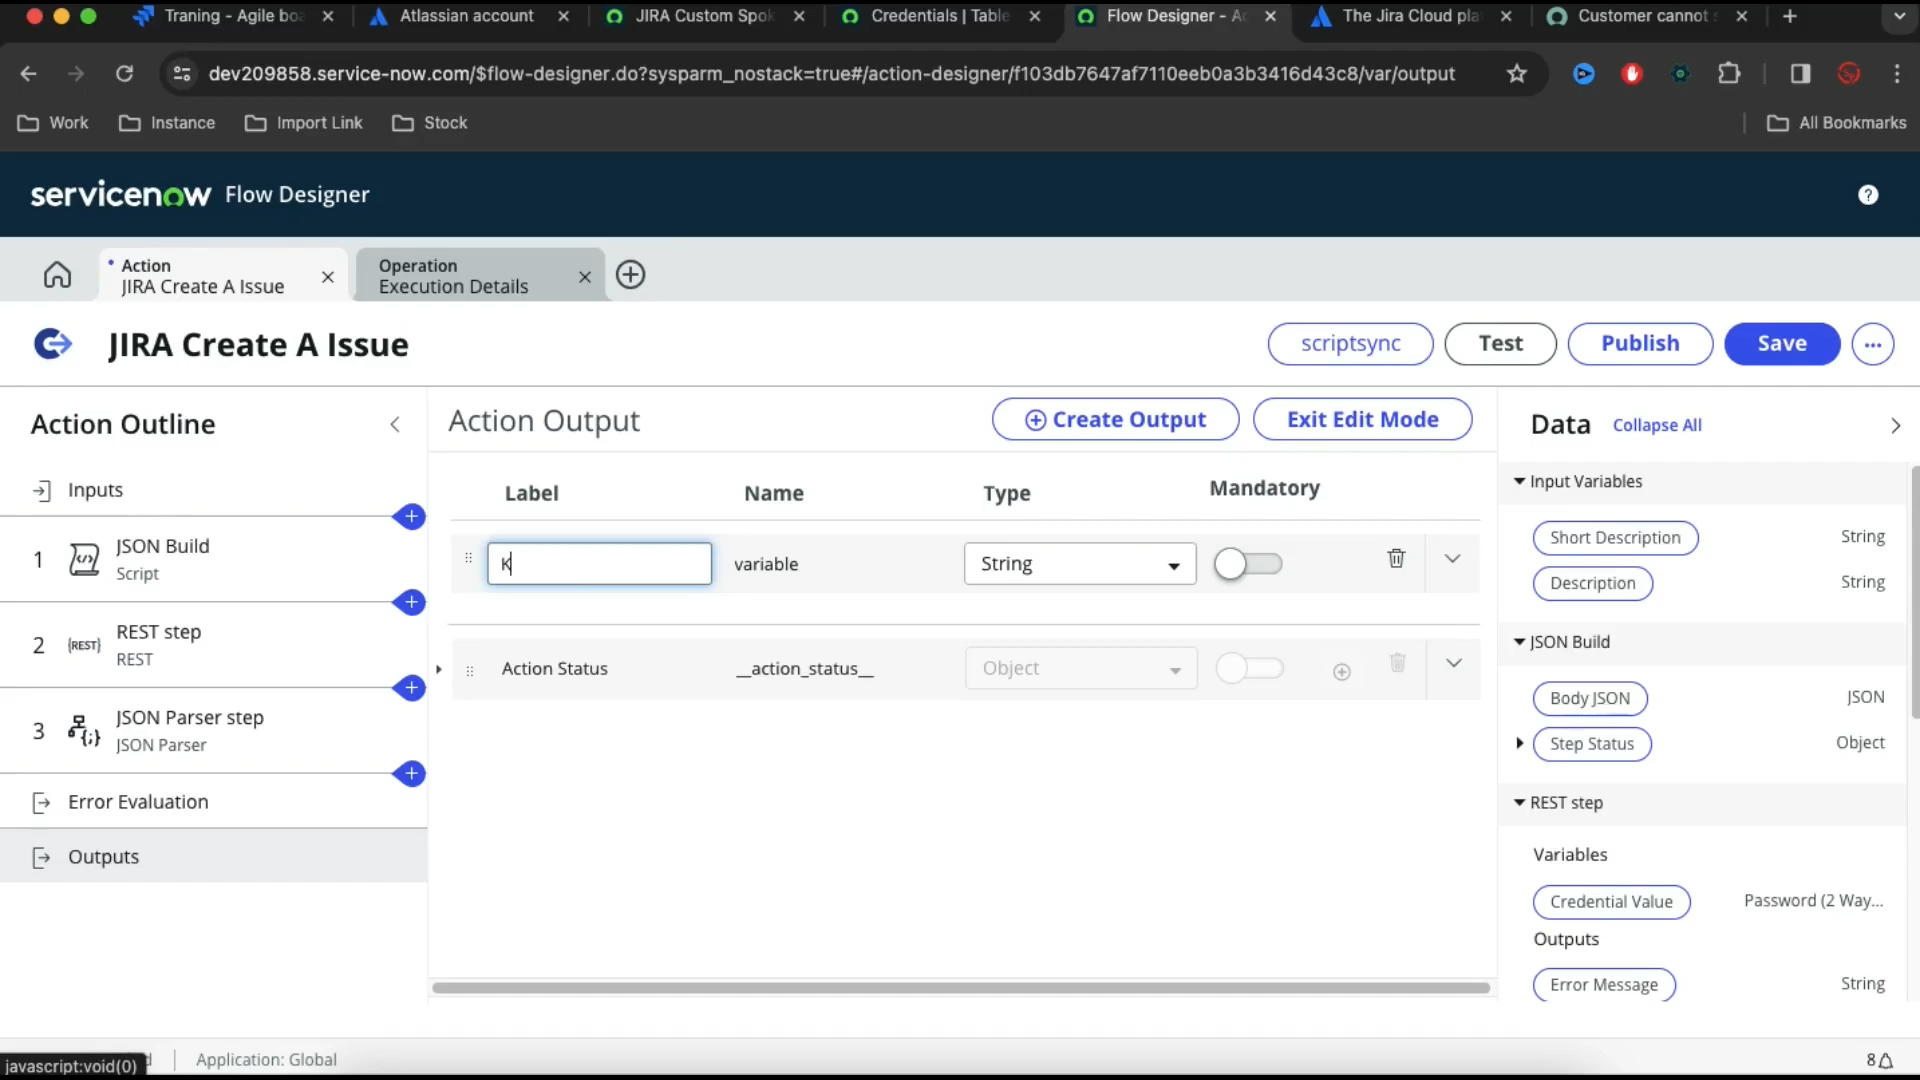 Traning - Agile boa
Atlassian account
JIRA Custom Spok
Credentials | Table
Flow Designer - A
The Jira Cloud pla
Customer cannot s
dev209858.service-now.com/$flow-designer.do?sysparm_nostack=true#/action-designer/f103db7647af7110eeb0a3b3416d43c8/var/output
Work
Instance
Import Link
Stock
All Bookmarks
servicenow Flow Designer
Action
JIRA Create A Issue
Operation
Execution Details
JIRA Create A Issue
scriptsync
Test
Publish
Save
Action Outline
Inputs
1
JSON Build
Script
2
{REST}
REST step
REST
3
JSON Parser step
JSON Parser
Error Evaluation
Outputs
Action Output
Create Output
Exit Edit Mode
Label
Name
Type
Mandatory
K
variable
String
Action Status
__action_status__
Object
Data
Collapse All
Input Variables
Short Description
String
Description
String
JSON Build
Body JSON
JSON
Step Status
Object
REST step
Variables
Credential Value
Password (2 Way...
Outputs
Error Message
String
javascript:void(0)
Application: Global
8